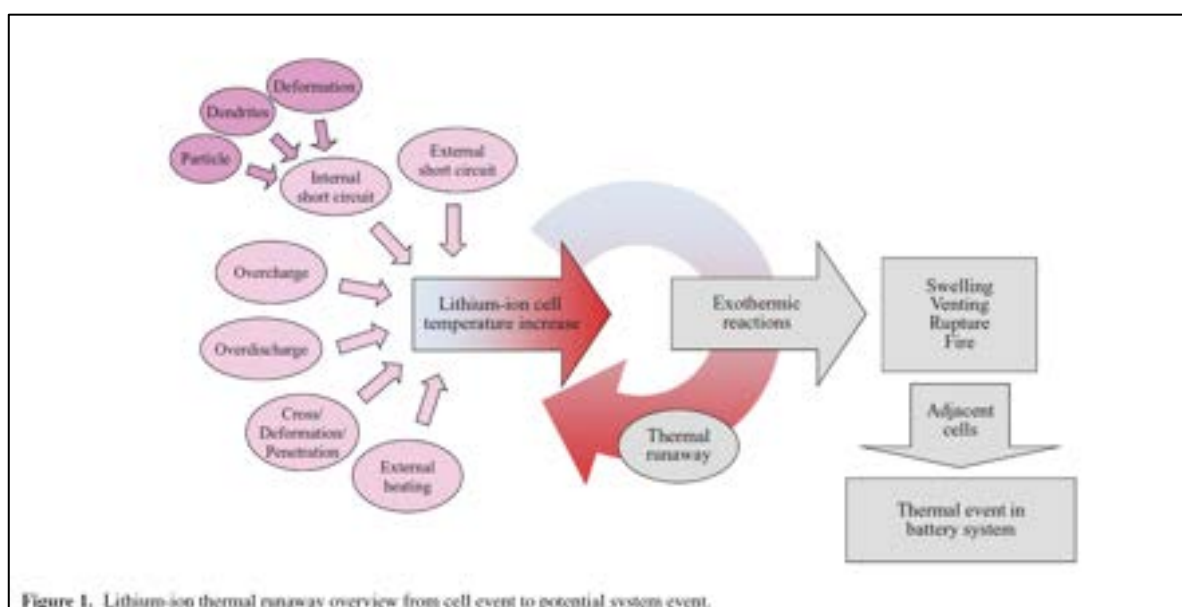 Deformation
Dendrites
Particle
Internal
short circuit
External
short circuit
Overcharge
Overdischarge
Cross/
Deformation/
Penetration
External
heating
Lithium-ion cell
temperature increase
Exothermic
reactions
Thermal
runaway
Swelling
Venting
Rupture
Fire
Adjacent
cells
Thermal event in
battery system
Figure 1. Lithium-ion thermal runaway overview from cell event to potential system event.